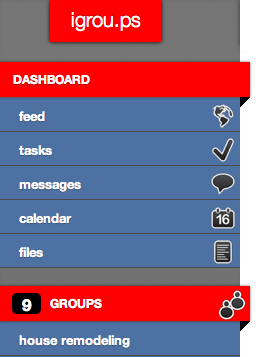 igrou.ps
DASHBOARD
feed
tasks
messages
calendar 16
files
9 GROUPS
house remodeling